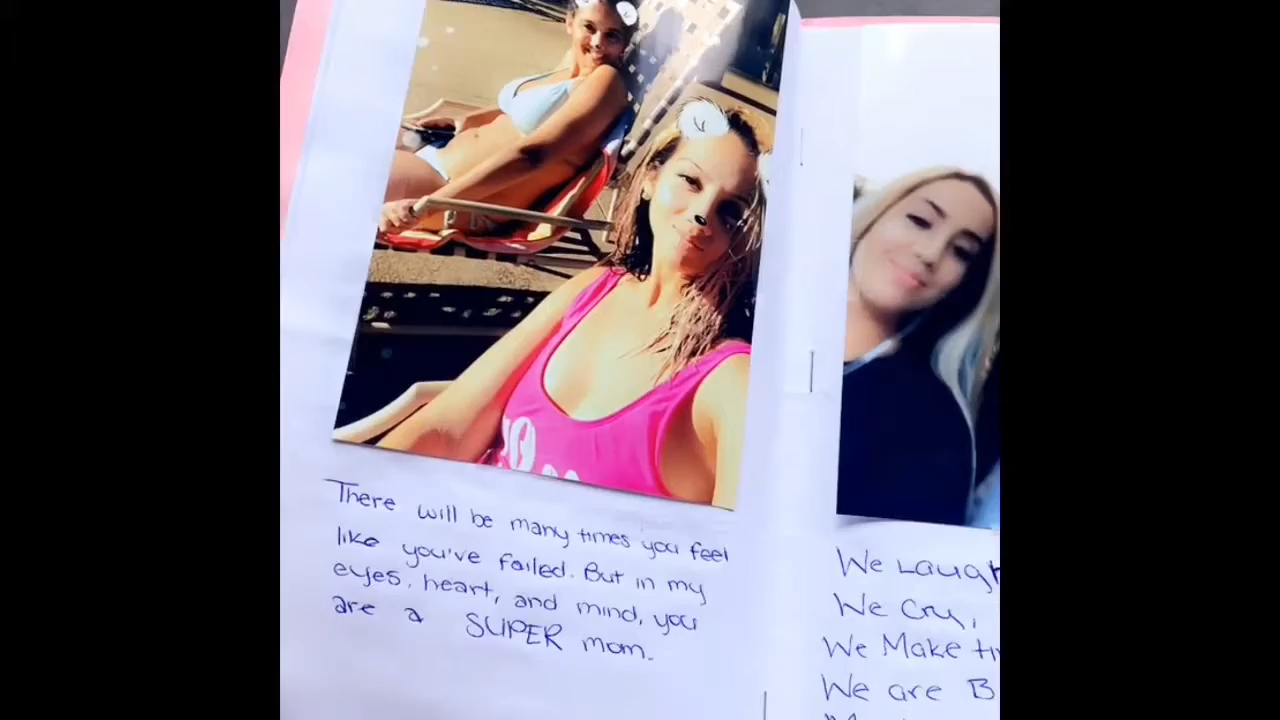 There will be many times you feel
like you've failed. But in my
eyes, heart, and mind, you
are a SUPER mom.
We Laugh
We Cry,
We Make
We are B